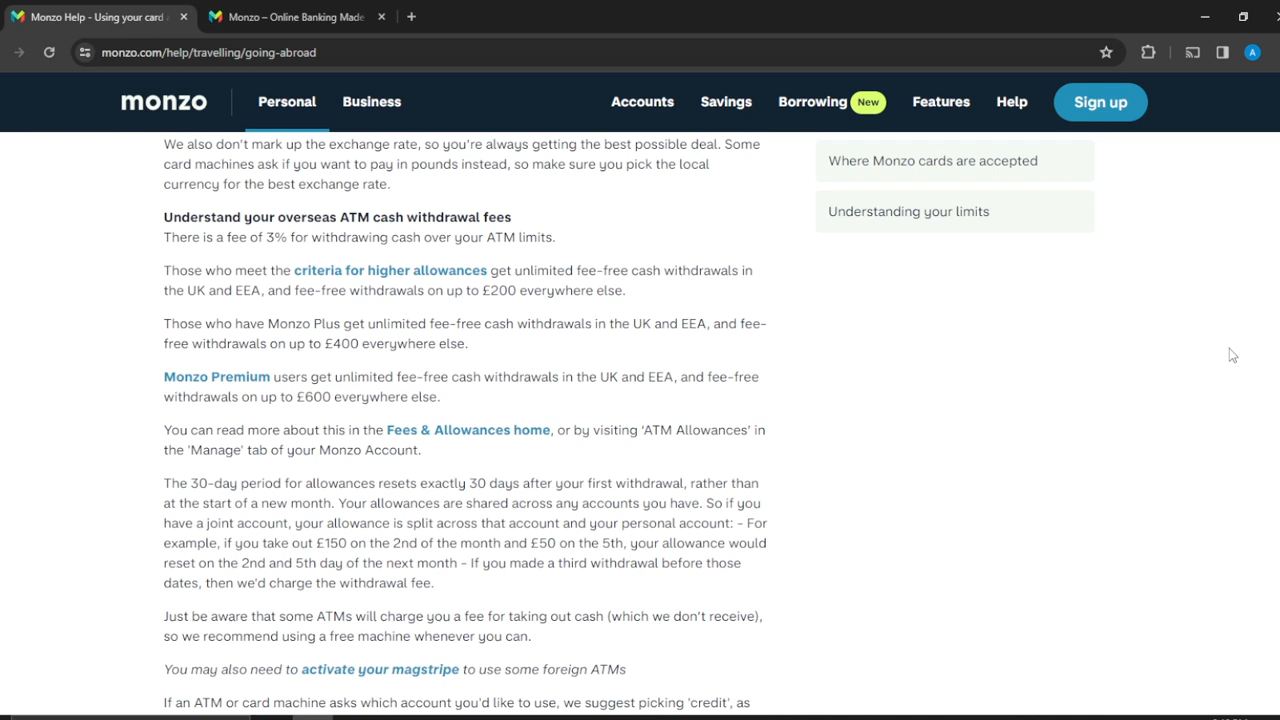 Monzo Help - Using your card a
Monzo – Online Banking Made
monzo.com/help/travelling/going-abroad
A
monzo
Personal
Business
Accounts
Savings
Borrowing New
Features
Help
Sign up
We also don't mark up the exchange rate, so you're always getting the best possible deal. Some
card machines ask if you want to pay in pounds instead, so make sure you pick the local
currency for the best exchange rate.
Where Monzo cards are accepted
Understanding your limits
Understand your overseas ATM cash withdrawal fees
There is a fee of 3% for withdrawing cash over your ATM limits.
Those who meet the criteria for higher allowances get unlimited fee-free cash withdrawals in
the UK and EEA, and fee-free withdrawals on up to £200 everywhere else.
Those who have Monzo Plus get unlimited fee-free cash withdrawals in the UK and EEA, and fee-
free withdrawals on up to £400 everywhere else.
Monzo Premium users get unlimited fee-free cash withdrawals in the UK and EEA, and fee-free
withdrawals on up to £600 everywhere else.
You can read more about this in the Fees & Allowances home, or by visiting 'ATM Allowances' in
the 'Manage' tab of your Monzo Account.
The 30-day period for allowances resets exactly 30 days after your first withdrawal, rather than
at the start of a new month. Your allowances are shared across any accounts you have. So if you
have a joint account, your allowance is split across that account and your personal account: - For
example, if you take out £150 on the 2nd of the month and £50 on the 5th, your allowance would
reset on the 2nd and 5th day of the next month - If you made a third withdrawal before those
dates, then we'd charge the withdrawal fee.
Just be aware that some ATMs will charge you a fee for taking out cash (which we don't receive),
so we recommend using a free machine whenever you can.
You may also need to activate your magstripe to use some foreign ATMs
If an ATM or card machine asks which account you'd like to use, we suggest picking 'credit', as